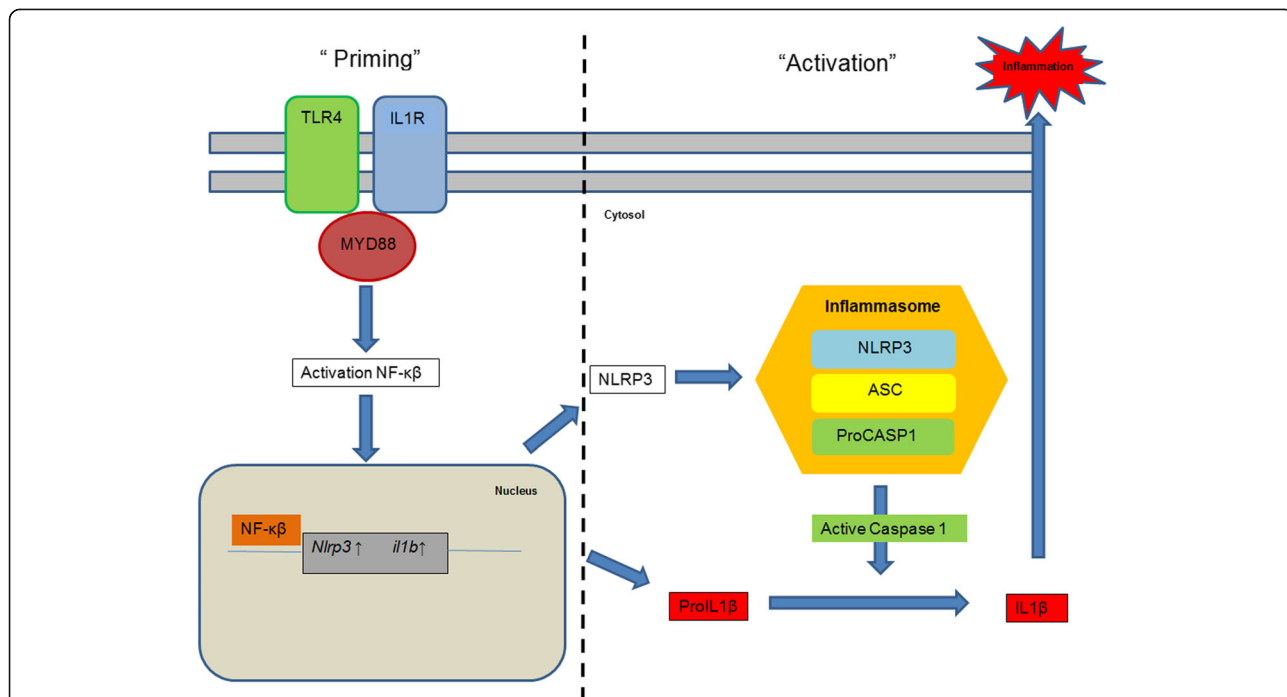 “ Priming”
“Activation”
Inflammation
TLR4
IL1R
Cytosol
MYD88
Inflammasome
NLRP3
Activation NF-κβ
NLRP3
ASC
ProCASP1
Nucleus
NF-κβ
Nlrp3 ↑ il1b↑
Active Caspase 1
ProIL1β
IL1β